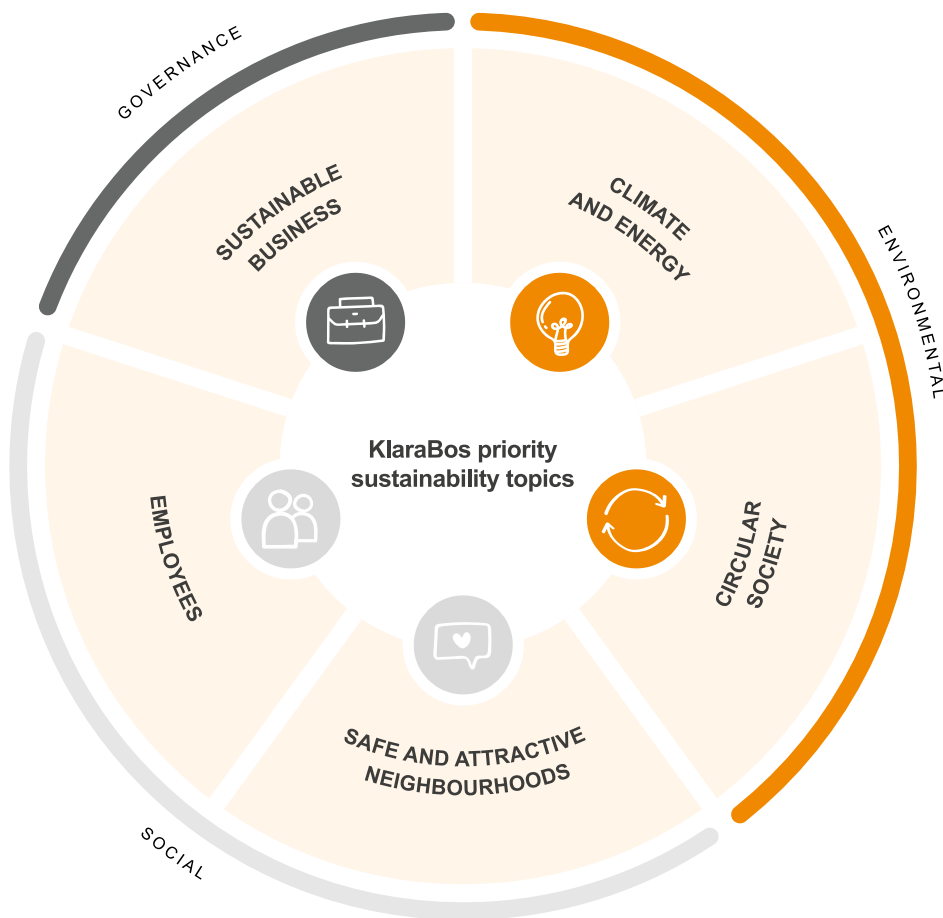 GOVERNANCE
ENVIRONMENTAL
SUSTAINABLE
BUSINESS
CLIMATE
AND ENERGY
KlaraBos priority
sustainability topics
EMPLOYEES
CIRCULAR
SOCIETY
SAFE AND ATTRACTIVE
NEIGHBOURHOODS
SOCIAL